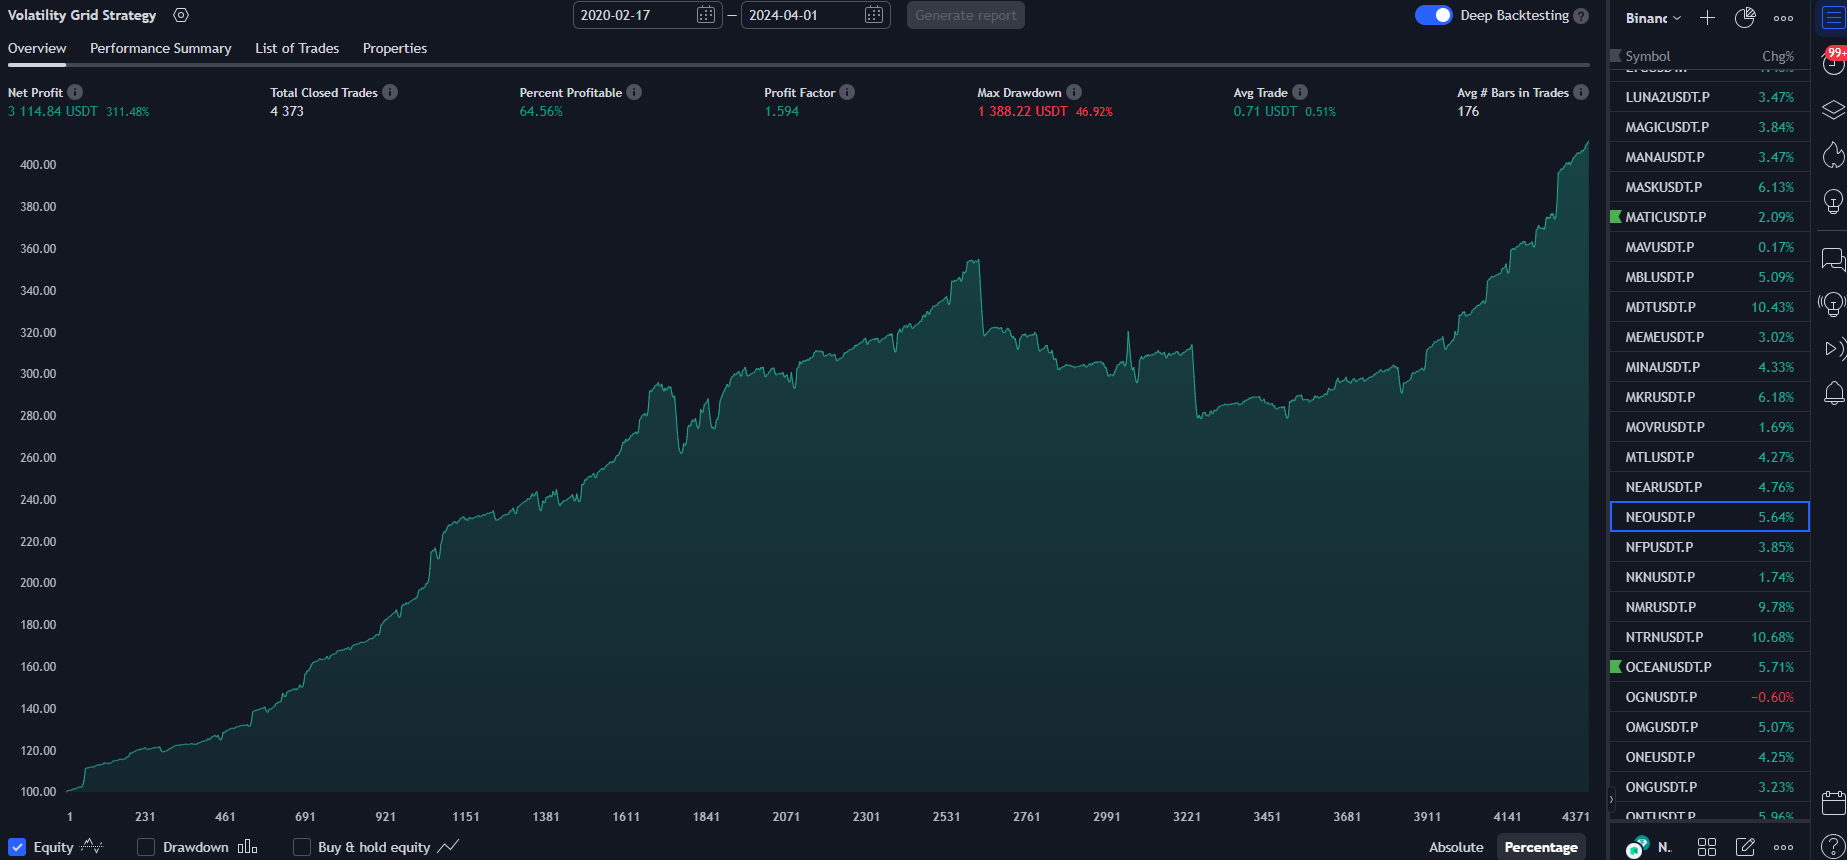 Volatility Grid Strategy
2020-02-17 — 2024-04-01
Generate report
Deep Backtesting
Overview Performance Summary List of Trades Properties
Net Profit
3 114.84 USDT 311.48%
Total Closed Trades
4 373
Percent Profitable
64.56%
Profit Factor
1.594
Max Drawdown
1 388.22 USDT 46.92%
Avg Trade
0.71 USDT 0.51%
Avg # Bars in Trades
176
400.00
380.00
360.00
340.00
320.00
300.00
280.00
260.00
240.00
220.00
200.00
180.00
160.00
140.00
120.00
100.00
1 231 461 691 921 1151 1381 1611 1841 2071 2301 2531 2761 2991 3221 3451 3681 3911 4141 4371
Equity Drawdown Buy & hold equity
Absolute Percentage
Binanc
99+
Symbol Chg%
LUNA2USDT.P 3.47%
MAGICUSDT.P 3.84%
MANAUSDT.P 3.47%
MASKUSDT.P 6.13%
MATICUSDT.P 2.09%
MAVUSDT.P 0.17%
MBLUSDT.P 5.09%
MDTUSDT.P 10.43%
MEMEUSDT.P 3.02%
MINAUSDT.P 4.33%
MKRUSDT.P 6.18%
MOVRUSDT.P 1.69%
MTLUSDT.P 4.27%
NEARUSDT.P 4.76%
NEOUSDT.P 5.64%
NFPUSDT.P 3.85%
NKNUSDT.P 1.74%
NMRUSDT.P 9.78%
NTRNUSDT.P 10.68%
OCEANUSDT.P 5.71%
OGNUSDT.P −0.60%
OMGUSDT.P 5.07%
ONEUSDT.P 4.25%
ONGUSDT.P 3.23%
ONTUSDT.P 5.96%
N.